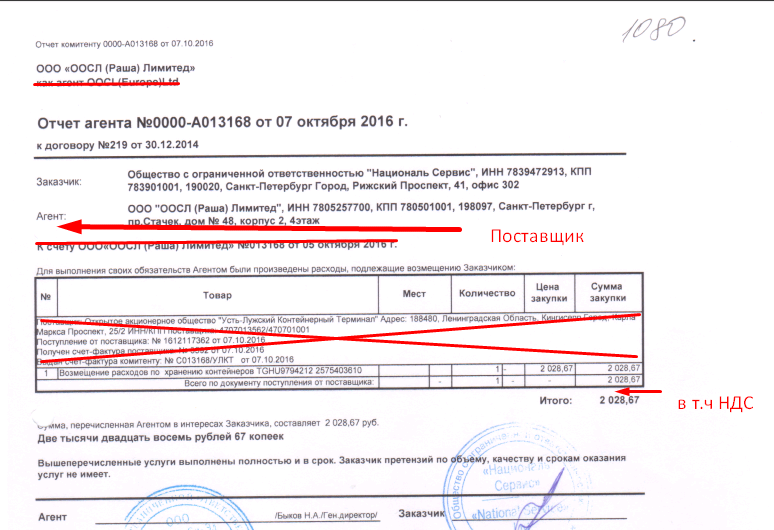 1080.
Отчет комитенту 0000-А013168 от 07.10.2016
ООО «ООСЛ (Раша) Лимитед»
как агент OOCL(Europe)Ltd
Отчет агента №0000-А013168 от 07 октября 2016 г.
к договору №219 от 30.12.2014
Заказчик: Общество с ограниченной ответственностью "Националь Сервис", ИНН 7839472913, КПП
783901001, 190020, Санкт-Петербург Город, Рижский Проспект, 41, офис 302
Агент: ООО "ООСЛ (Раша) Лимитед", ИНН 7805257700, КПП 780501001, 198097, Санкт-Петербург г,
пр.Стачек, дом № 48, корпус 2, 4этаж
Поставщик
К счету ООО«ООСЛ (Раша) Лимитед» №013168 от 05 октября 2016 г.
Для выполнения своих обязательств Агентом были произведены расходы, подлежащие возмещению Заказчиком:
№ Товар Мест Количество Цена закупки Сумма закупки
Поставщик: Открытое акционерное общество "Усть-Лужский Контейнерный Терминал" Адрес: 188480, Ленинградская Область, Кингисепп Город, Карла
Маркса Проспект, 25/2 ИНН/КПП поставщика: 4707013562/470701001
Поступление от поставщика: № 1612117362 от 07.10.2016
Получен счет-фактура поставщика: № от 07.10.2016
Выдан счет-фактура комитенту: № С013168/УЛКТ от 07.10.2016
1 Возмещение расходов по хранению контейнеров TGHU9794212 2575403610 1 - 2 028,67 2 028,67
Всего по документу поступления от поставщика: - 1 - 2 028,67
Итого: 2 028,67
в т.ч НДС
Сумма, перечисленная Агентом в интересах Заказчика, составляет 2 028,67 руб.
Две тысячи двадцать восемь рублей 67 копеек
Вышеперечисленные услуги выполнены полностью и в срок. Заказчик претензий по объему, качеству и срокам оказания
услуг не имеет.
Агент /Быков Н.А./Ген.директор/ Заказчик
«Националь
Сервис»
«National Service»
ООО